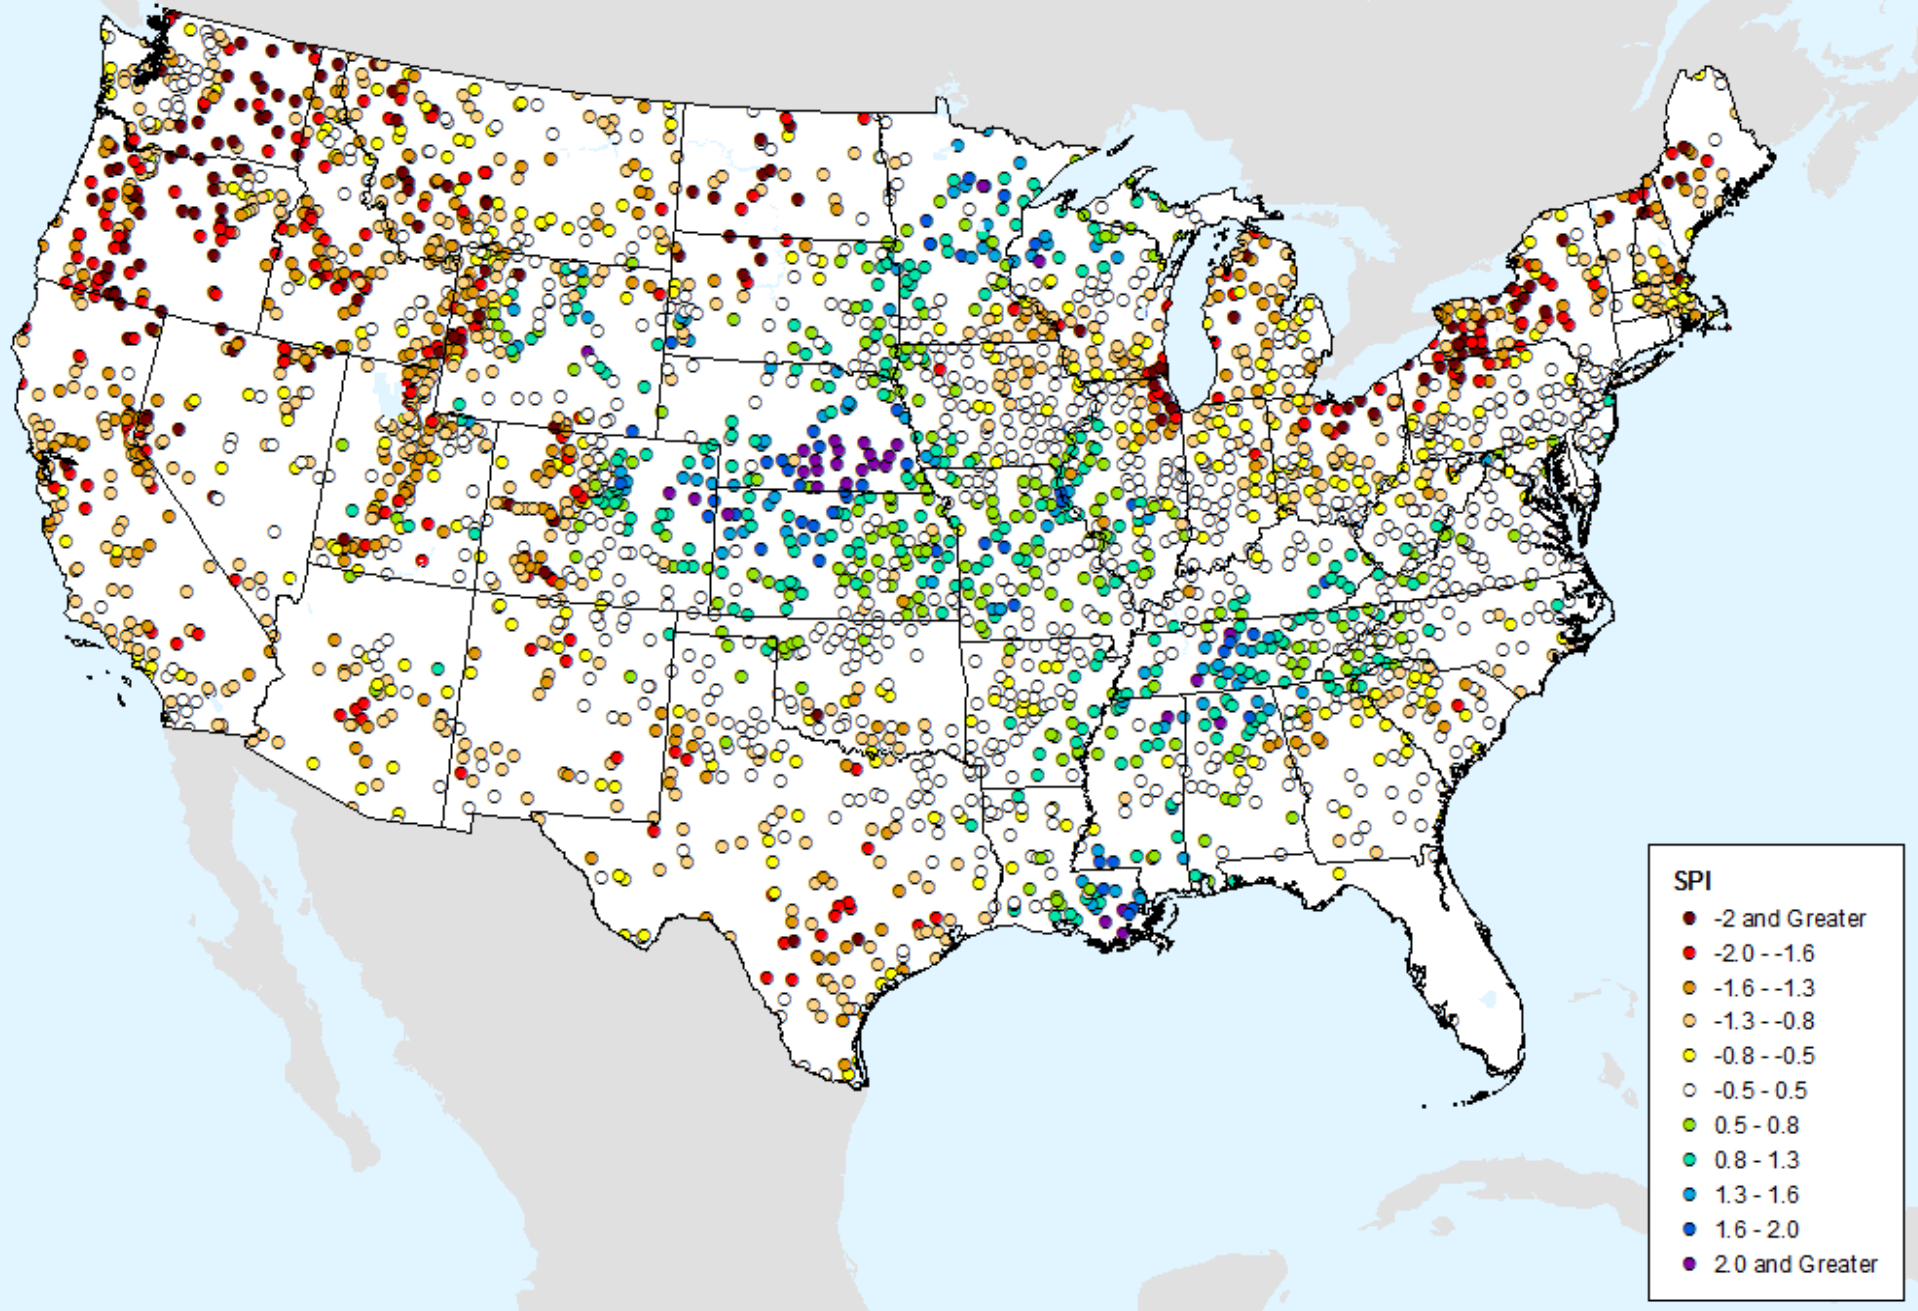 SPI
-2 and Greater
-2.0 - -1.6
-1.6 - -1.3
-1.3 - -0.8
-0.8 - -0.5
-0.5 - 0.5
0.5 - 0.8
0.8 - 1.3
1.3 - 1.6
1.6 - 2.0
2.0 and Greater